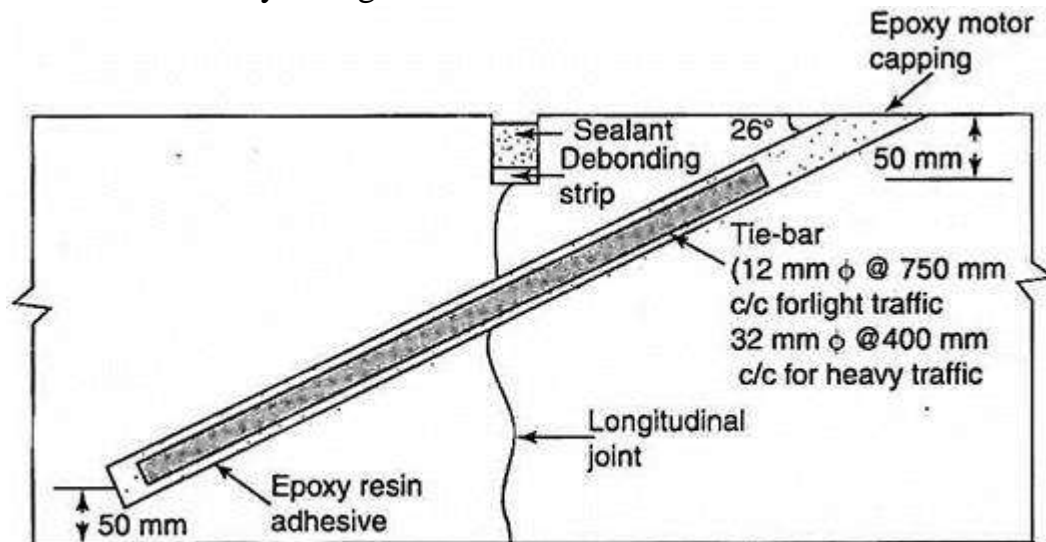 Epoxy motor
capping
Sealant
Debonding
strip
26°
50 mm
Tie-bar
(12 mm ϕ @ 750 mm
c/c forlight traffic
32 mm ϕ @400 mm
c/c for heavy traffic
Longitudinal
joint
Epoxy resin
adhesive
50 mm